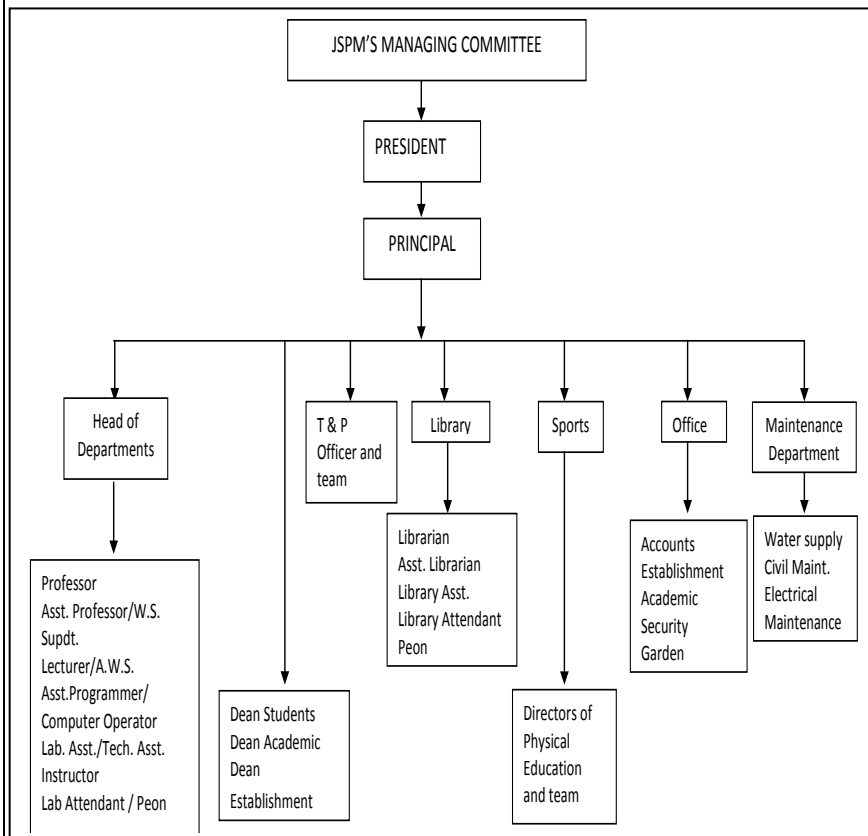 JSPM'S MANAGING COMMITTEE
PRESIDENT
PRINCIPAL
Head of
Departments
T & P
Officer and
team
Library
Sports
Office
Maintenance
Department
Professor
Asst. Professor/W.S.
Supdt.
Lecturer/A.W.S.
Asst.Programmer/
Computer Operator
Lab. Asst./Tech. Asst.
Instructor
Lab Attendant / Peon
Dean Students
Dean Academic
Dean
Establishment
Librarian
Asst. Librarian
Library Asst.
Library Attendant
Peon
Directors of
Physical
Education
and team
Accounts
Establishment
Academic
Security
Garden
Water supply
Civil Maint.
Electrical
Maintenance